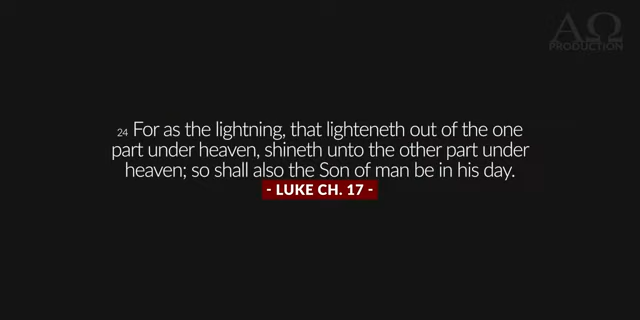 ΑΩ
PRODUCTION
24 For as the lightning, that lighteneth out of the one
part under heaven, shineth unto the other part under
heaven; so shall also the Son of man be in his day.
- LUKE CH. 17 -